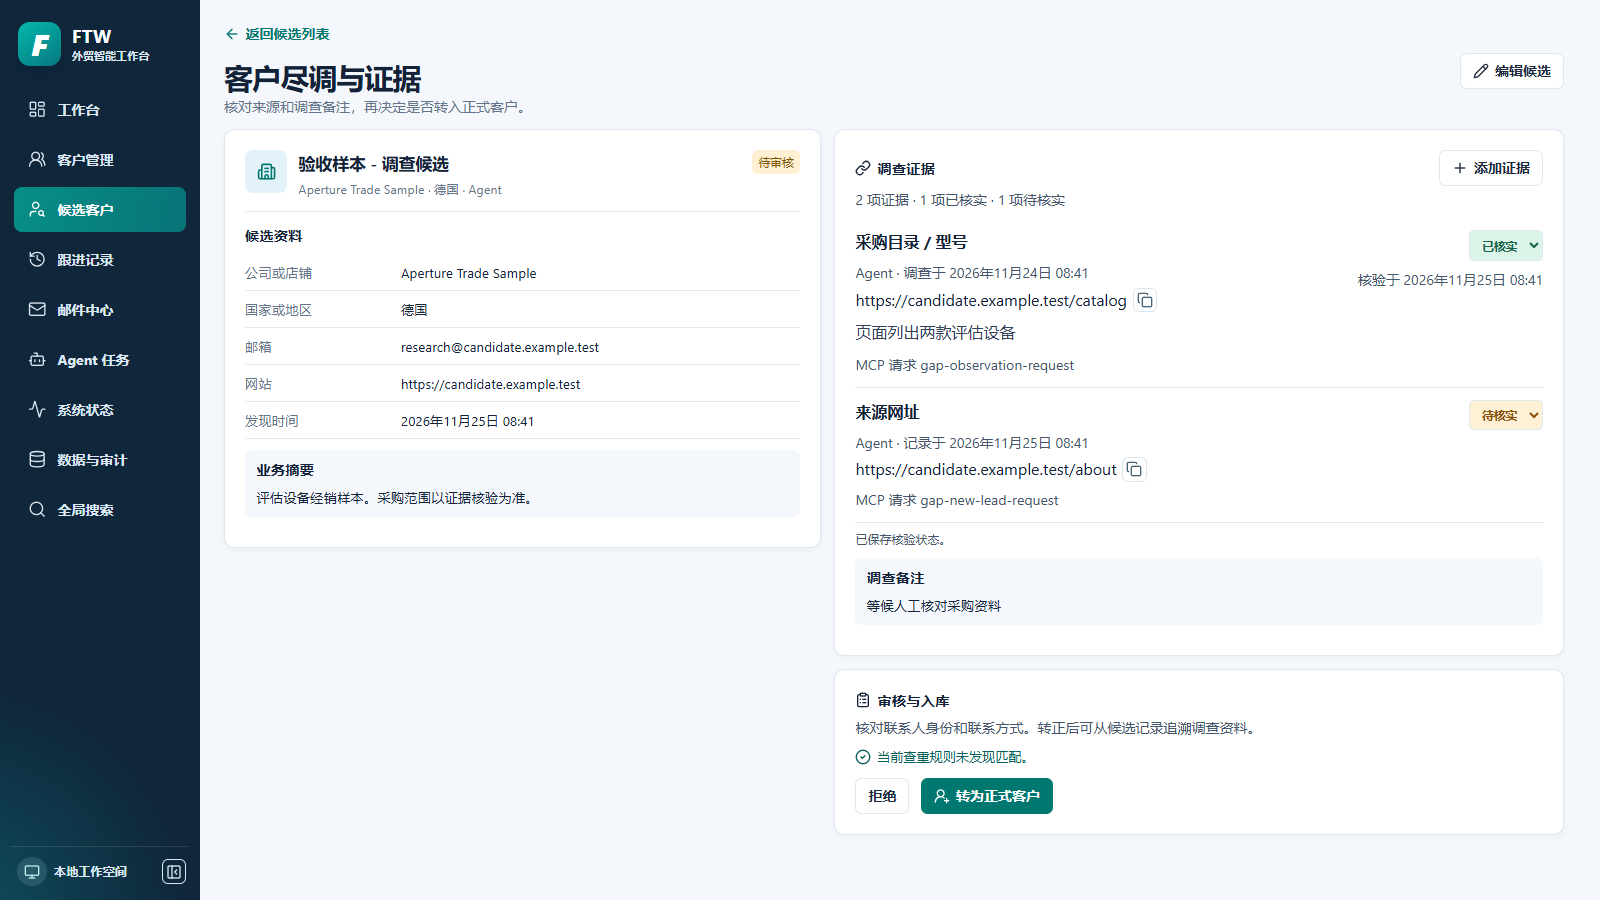 FTW
外贸智能工作台
工作台
客户管理
候选客户
跟进记录
邮件中心
Agent 任务
系统状态
数据与审计
全局搜索
本地工作空间
返回候选列表
客户尽调与证据
核对来源和调查备注，再决定是否转入正式客户。
编辑候选
验收样本 - 调查候选
Aperture Trade Sample · 德国 · Agent
待审核
候选资料
公司或店铺 Aperture Trade Sample
国家或地区 德国
邮箱 research@candidate.example.test
网站 https://candidate.example.test
发现时间 2026年11月25日 08:41
业务摘要
评估设备经销样本。采购范围以证据核验为准。
调查证据
添加证据
2 项证据 · 1 项已核实 · 1 项待核实
采购目录 / 型号
已核实
Agent · 调查于 2026年11月24日 08:41
核验于 2026年11月25日 08:41
https://candidate.example.test/catalog
页面列出两款评估设备
MCP 请求 gap-observation-request
来源网址
待核实
Agent · 记录于 2026年11月25日 08:41
https://candidate.example.test/about
MCP 请求 gap-new-lead-request
已保存核验状态。
调查备注
等候人工核对采购资料
审核与入库
核对联系人身份和联系方式。转正后可从候选记录追溯调查资料。
当前查重规则未发现匹配。
拒绝
转为正式客户